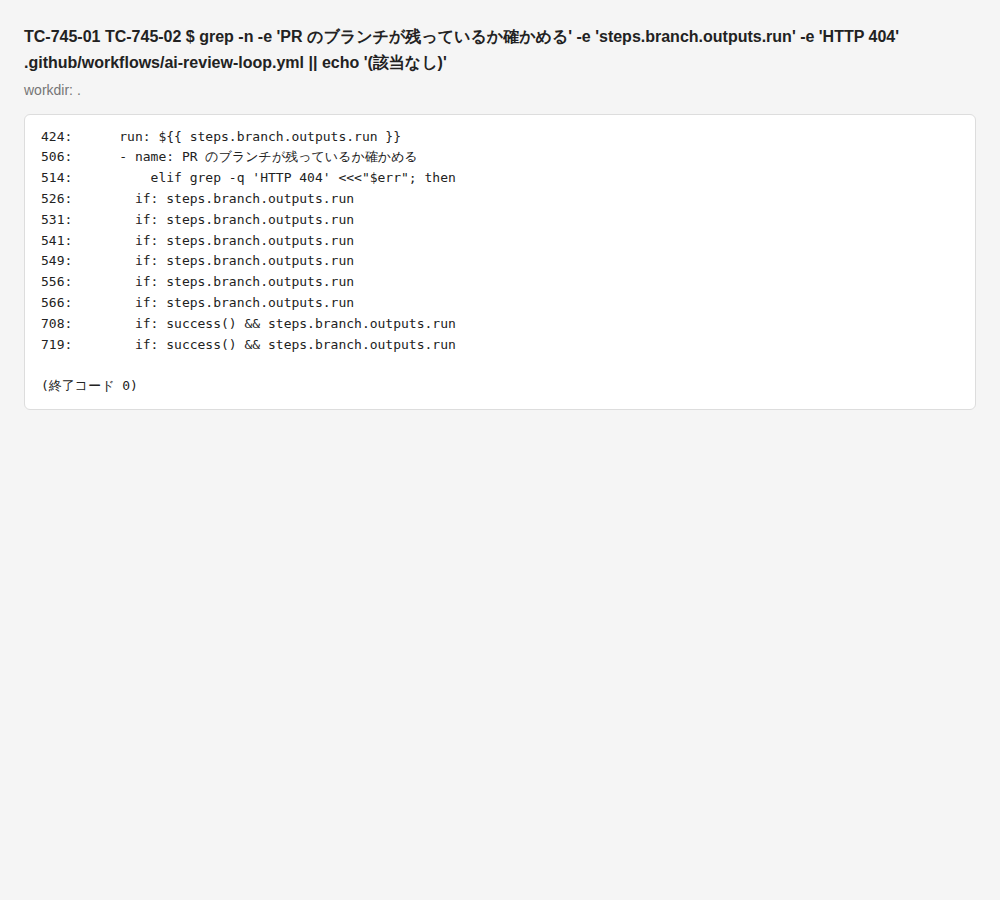 TC-745-01 TC-745-02 $ grep -n -e 'PR のブランチが残っているか確かめる' -e 'steps.branch.outputs.run' -e 'HTTP 404'
.github/workflows/ai-review-loop.yml || echo '(該当なし)'
workdir: .
424:      run: ${{ steps.branch.outputs.run }}
506:      - name: PR のブランチが残っているか確かめる
514:          elif grep -q 'HTTP 404' <<<"$err"; then
526:        if: steps.branch.outputs.run
531:        if: steps.branch.outputs.run
541:        if: steps.branch.outputs.run
549:        if: steps.branch.outputs.run
556:        if: steps.branch.outputs.run
566:        if: steps.branch.outputs.run
708:        if: success() && steps.branch.outputs.run
719:        if: success() && steps.branch.outputs.run
(終了コード 0)